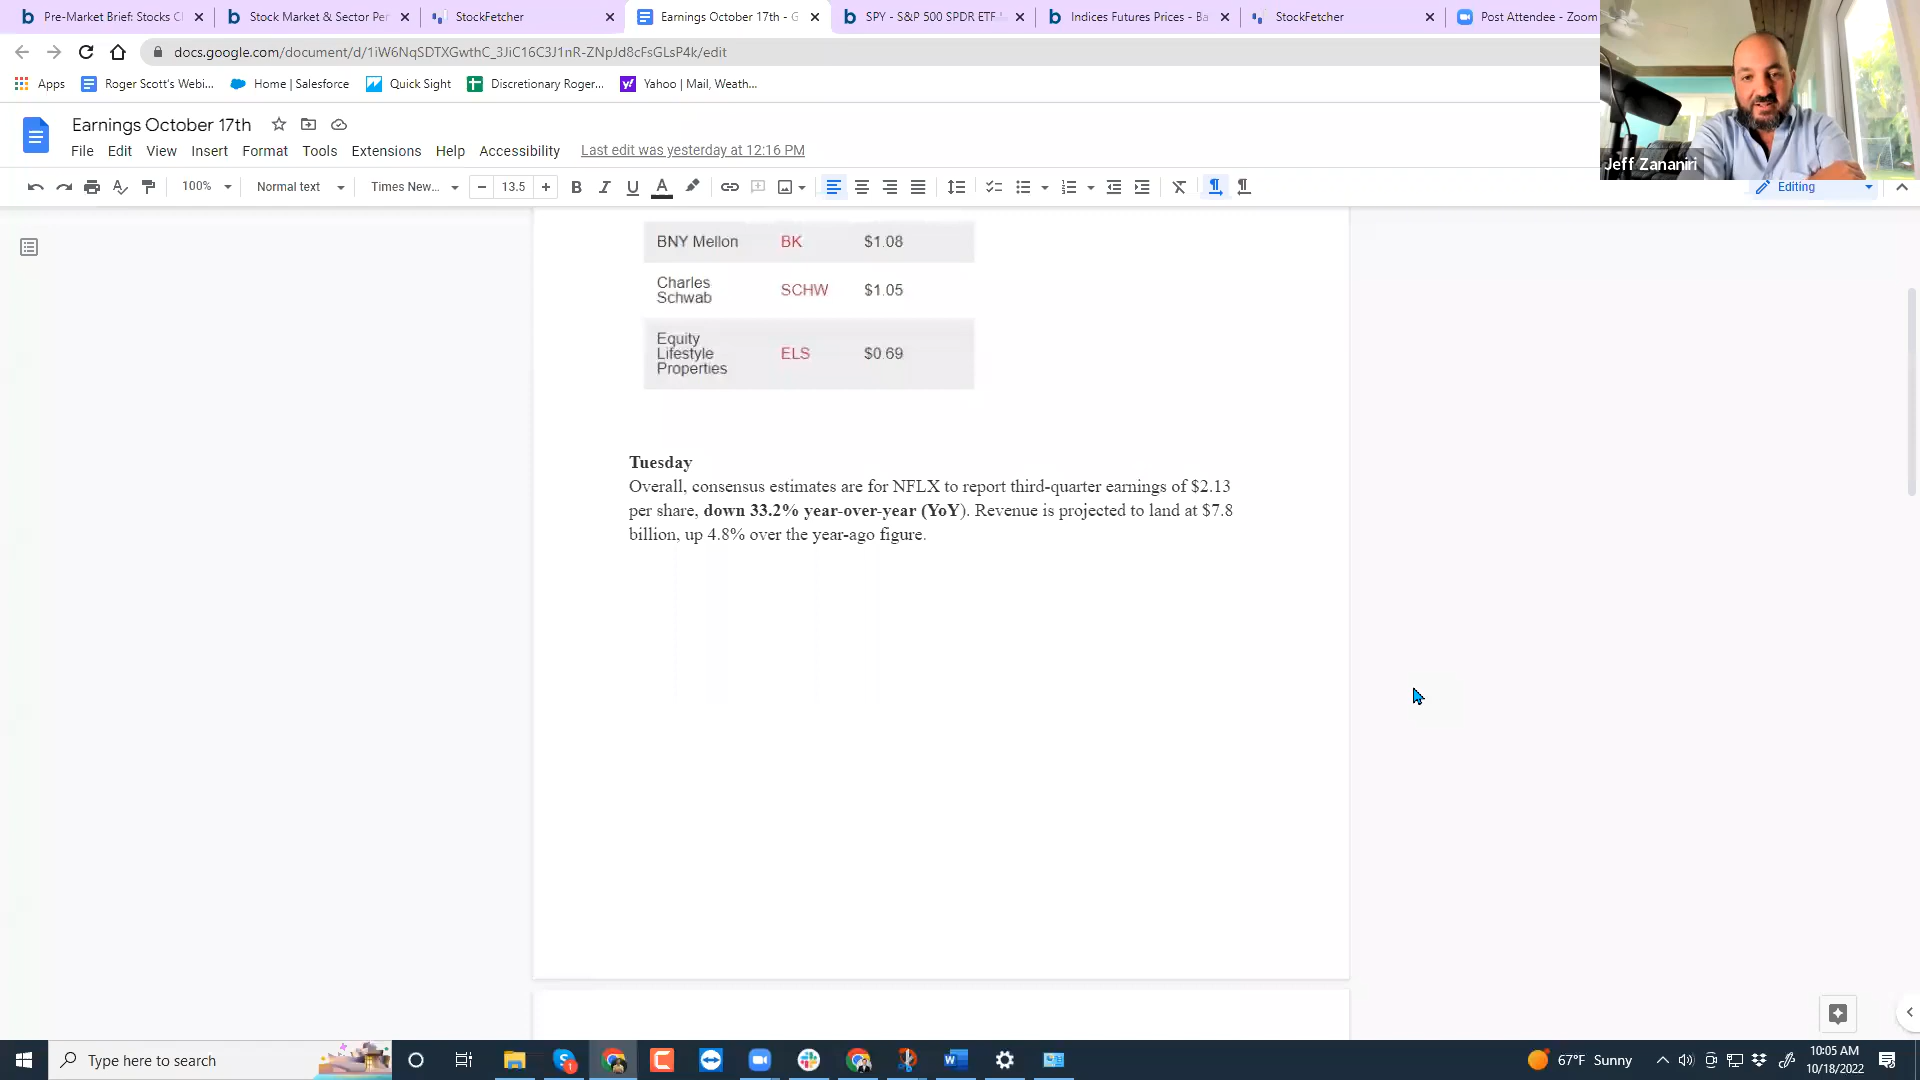 Pre-Market Brief: Stocks Cl
Stock Market & Sector Per
StockFetcher
Earnings October 17th - G
SPY - S&P 500 SPDR ETF
Indices Futures Prices - Ba
StockFetcher
Post Attendee - Zoom
docs.google.com/document/d/1iW6NqSDTXGwthC_3JiC16C3J1nR-ZNpJd8cFsGLsP4k/edit
Apps
Roger Scott's Webi...
Home | Salesforce
Quick Sight
Discretionary Roger...
Yahoo | Mail, Weath...
Earnings October 17th
File Edit View Insert Format Tools Extensions Help Accessibility Last edit was yesterday at 12:16 PM
Jeff Zananiri
100% Normal text Times New... 13.5 Editing
BNY Mellon BK $1.08
Charles
Schwab SCHW $1.05
Equity
Lifestyle ELS $0.69
Properties
Tuesday
Overall, consensus estimates are for NFLX to report third-quarter earnings of $2.13
per share, down 33.2% year-over-year (YoY). Revenue is projected to land at $7.8
billion, up 4.8% over the year-ago figure.
Type here to search
67°F Sunny
10:05 AM
10/18/2022